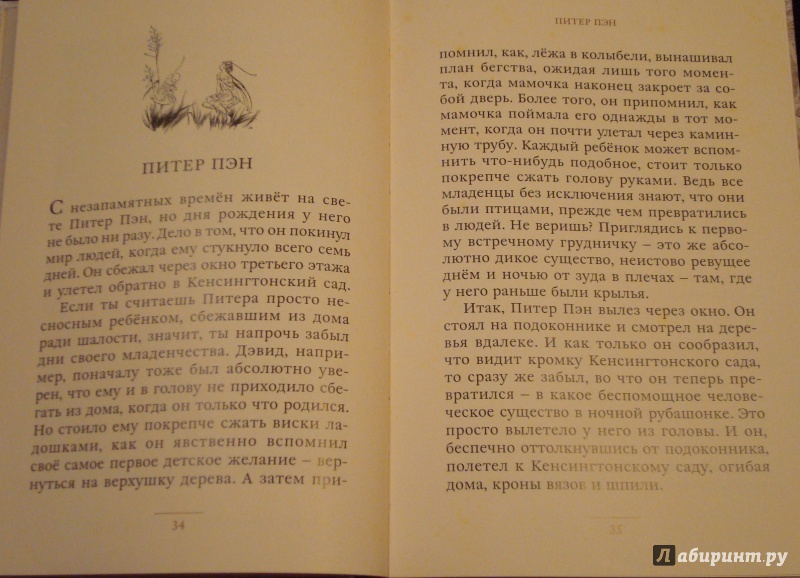 ПИТЕР ПЭН
С незапамятных времён живёт на све-
те Питер Пэн, но дня рождения у него
не было ни разу. Дело в том, что он покинул
мир людей, когда ему стукнуло всего семь
дней. Он сбежал через окно третьего этажа
и улетел обратно в Кенсингтонский сад.
Если ты считаешь Питера просто не-
сносным ребёнком, сбежавшим из дома
ради шалости, значит, ты напрочь забыл
дни своего младенчества. Дэвид, напри-
мер, поначалу тоже был абсолютно уве-
рен, что ему и в голову не приходило сбе-
гать из дома, когда он только что родился.
Но стоило ему покрепче сжать виски ла-
дошками, как он явственно вспомнил
своё самое первое детское желание – вер-
нуться на верхушку дерева. А затем при-
34
ПИТЕР ПЭН
помнил, как, лёжа в колыбели, вынашивал
план бегства, ожидая лишь того момен-
та, когда мамочка наконец закроет за со-
бой дверь. Более того, он припомнил, как
мамочка поймала его однажды в тот мо-
мент, когда он почти улетал через камин-
ную трубу. Каждый ребёнок может вспом-
нить что-нибудь подобное, стоит только
покрепче сжать голову руками. Ведь все
младенцы без исключения знают, что они
были птицами, прежде чем превратились
в людей. Не веришь? Приглядись к перво-
му встречному грудничку – это же абсо-
лютно дикое существо, неистово ревущее
днём и ночью от зуда в плечах – там, где
у него раньше были крылья.
Итак, Питер Пэн вылез через окно. Он
стоял на подоконнике и смотрел на дере-
вья вдалеке. И как только он сообразил,
что видит кромку Кенсингтонского сада,
то сразу же забыл, во что он теперь пре-
вратился – в какое беспомощное челове-
ческое существо в ночной рубашонке. Это
просто вылетело у него из головы. И он,
беспечно оттолкнувшись от подоконника,
полетел к Кенсингтонскому саду, огибая
дома, кроны вязов и шпили.
35
Лабиринт.ру